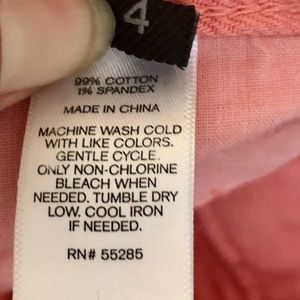 4
99% COTTON
1% SPANDEX
MADE IN CHINA
MACHINE WASH COLD
WITH LIKE COLORS.
GENTLE CYCLE.
ONLY NON-CHLORINE
BLEACH WHEN
NEEDED. TUMBLE DRY
LOW. COOL IRON
IF NEEDED.
RN# 55285